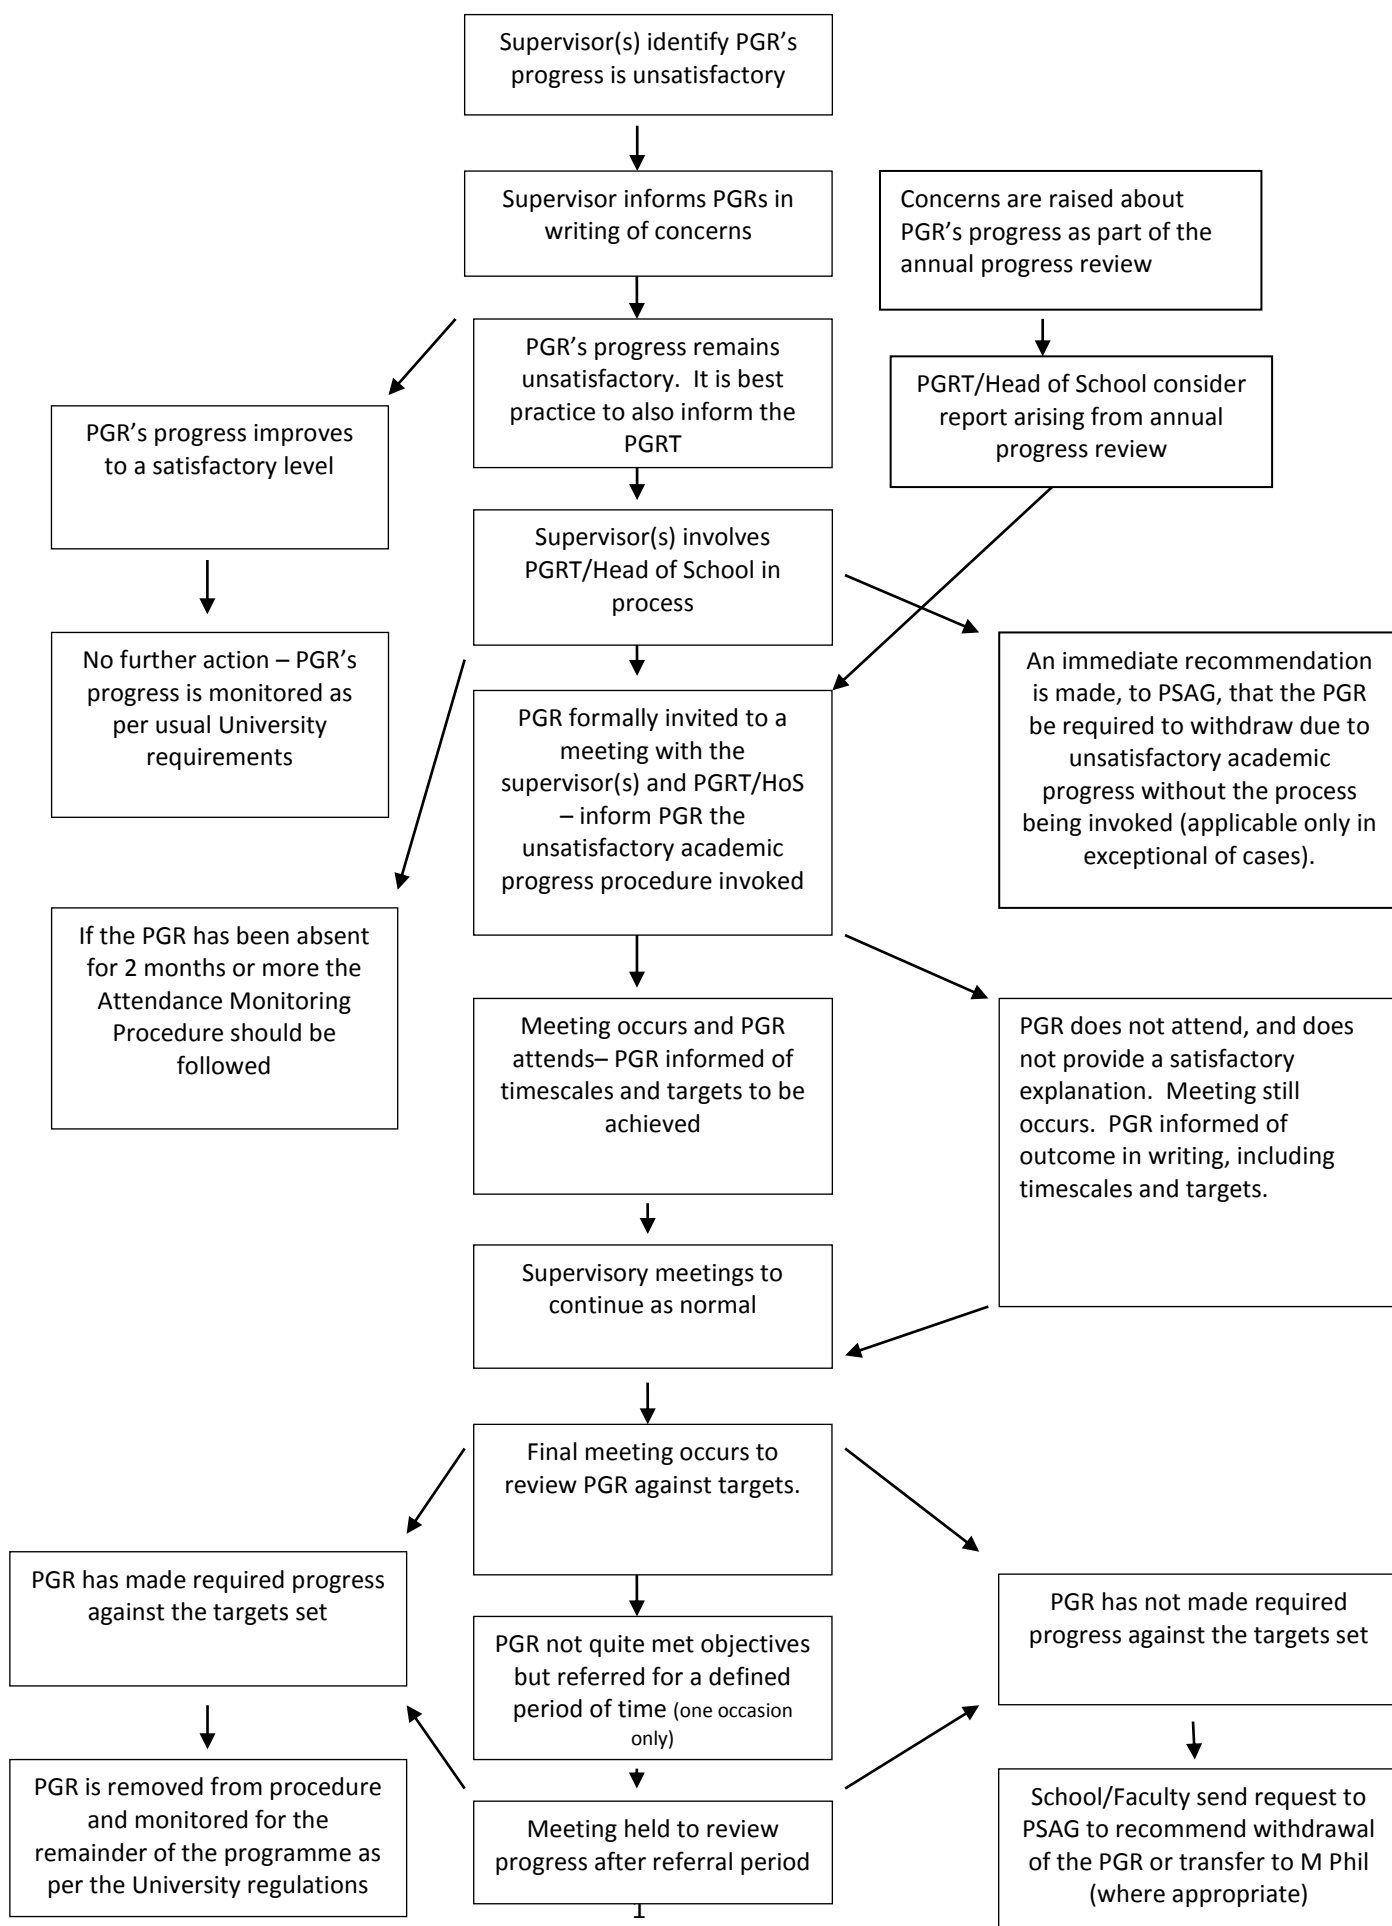 Supervisor(s) identify PGR’s
progress is unsatisfactory
Supervisor informs PGRs in
writing of concerns
Concerns are raised about
PGR’s progress as part of the
annual progress review
PGR’s progress remains
unsatisfactory.  It is best
practice to also inform the
PGRT
PGRT/Head of School consider
report arising from annual
progress review
PGR’s progress improves
to a satisfactory level
Supervisor(s) involves
PGRT/Head of School in
process
No further action – PGR’s
progress is monitored as
per usual University
requirements
An immediate recommendation
is made, to PSAG, that the PGR
be required to withdraw due to
unsatisfactory academic
progress without the process
being invoked (applicable only in
exceptional of cases).
PGR formally invited to a
meeting with the
supervisor(s) and PGRT/HoS
– inform PGR the
unsatisfactory academic
progress procedure invoked
If the PGR has been absent
for 2 months or more the
Attendance Monitoring
Procedure should be
followed
Meeting occurs and PGR
attends– PGR informed of
timescales and targets to be
achieved
PGR does not attend, and does
not provide a satisfactory
explanation.  Meeting still
occurs.  PGR informed of
outcome in writing, including
timescales and targets.
Supervisory meetings to
continue as normal
Final meeting occurs to
review PGR against targets.
PGR has made required progress
against the targets set
PGR not quite met objectives
but referred for a defined
period of time (one occasion
only)
PGR has not made required
progress against the targets set
PGR is removed from procedure
and monitored for the
remainder of the programme as
per the University regulations
Meeting held to review
progress after referral period
School/Faculty send request to
PSAG to recommend withdrawal
of the PGR or transfer to M Phil
(where appropriate)